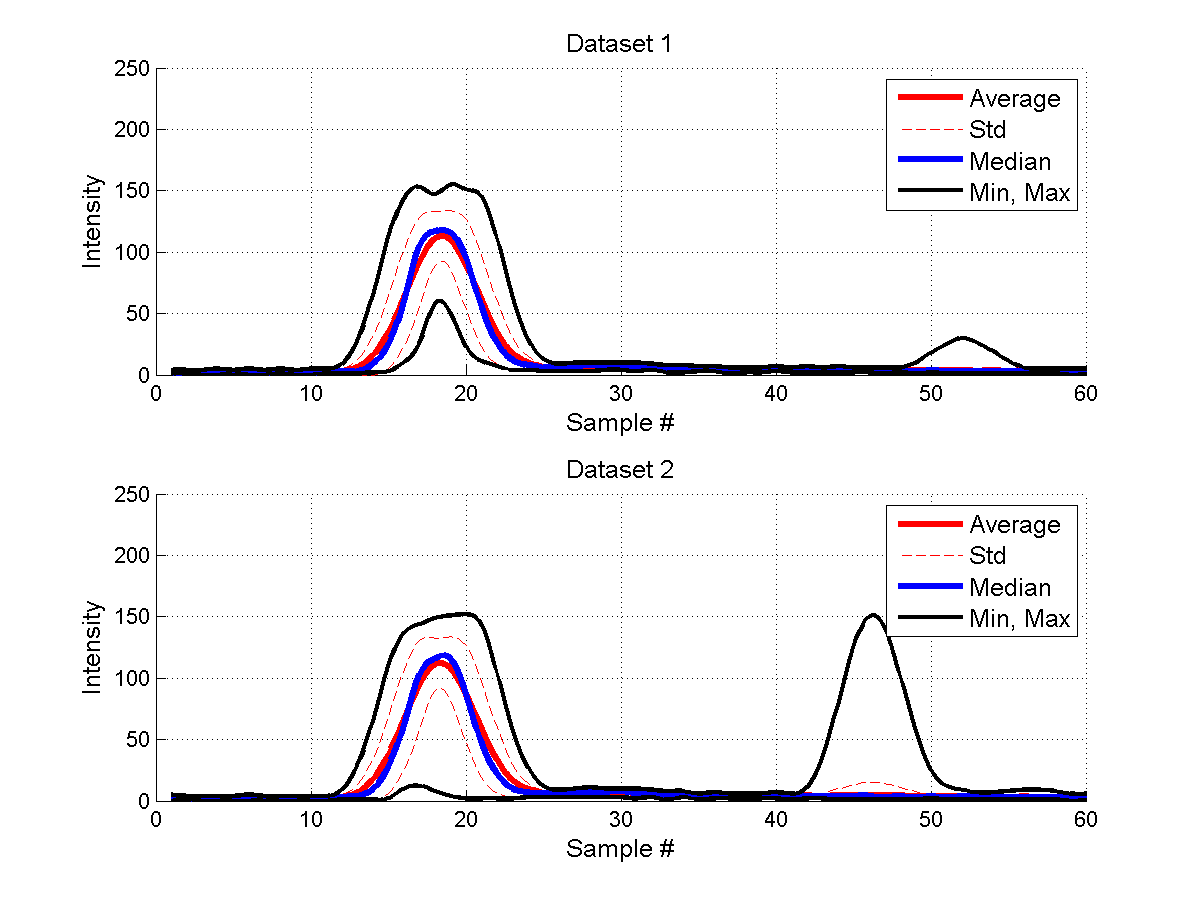 Dataset 1
250
200
150
100
50
0
Intensity
Average
Std
Median
Min, Max
0 10 20 30 40 50 60
Sample #
Dataset 2
250
200
150
100
50
0
Intensity
Average
Std
Median
Min, Max
0 10 20 30 40 50 60
Sample #